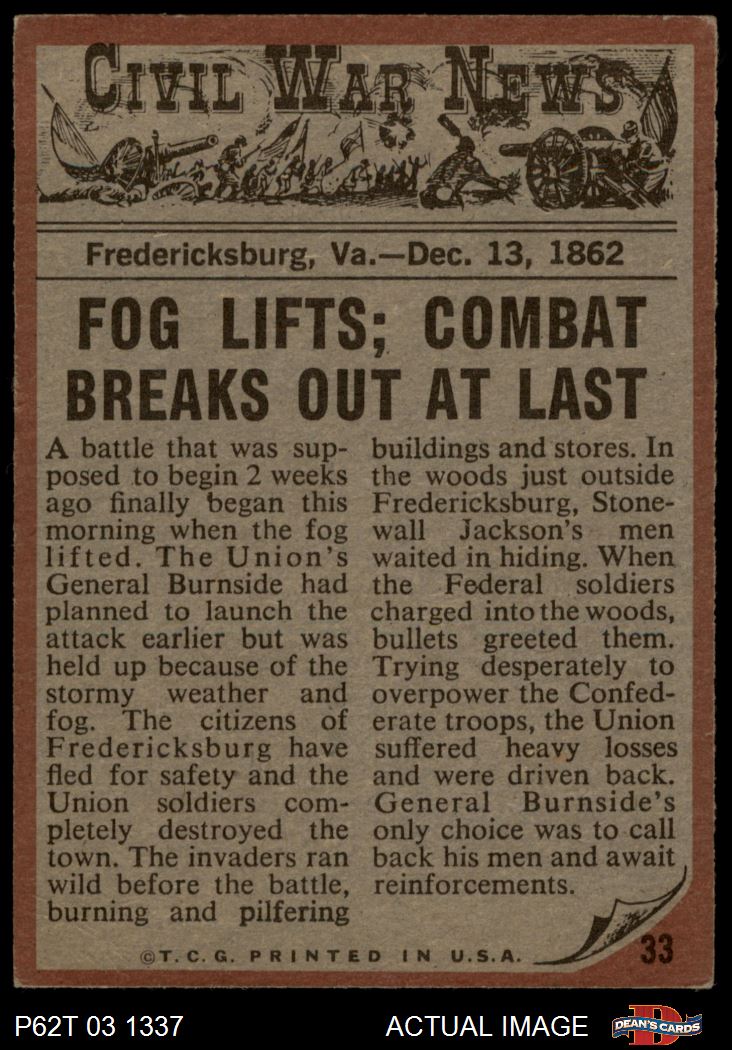 CIVIL WAR NEWS
Fredericksburg, Va.—Dec. 13, 1862
FOG LIFTS; COMBAT
BREAKS OUT AT LAST
A battle that was sup-
posed to begin 2 weeks
ago finally began this
morning when the fog
lifted. The Union's
General Burnside had
planned to launch the
attack earlier but was
held up because of the
stormy weather and
fog. The citizens of
Fredericksburg have
fled for safety and the
Union soldiers com-
pletely destroyed the
town. The invaders ran
wild before the battle,
burning and pilfering
buildings and stores. In
the woods just outside
Fredericksburg, Stone-
wall Jackson's men
waited in hiding. When
the Federal soldiers
charged into the woods,
bullets greeted them.
Trying desperately to
overpower the Confed-
erate troops, the Union
suffered heavy losses
and were driven back.
General Burnside's
only choice was to call
back his men and await
reinforcements.
©T.C.G. PRINTED IN U.S.A.
33
P62T 03 1337
ACTUAL IMAGE
D
DEAN'S CARDS